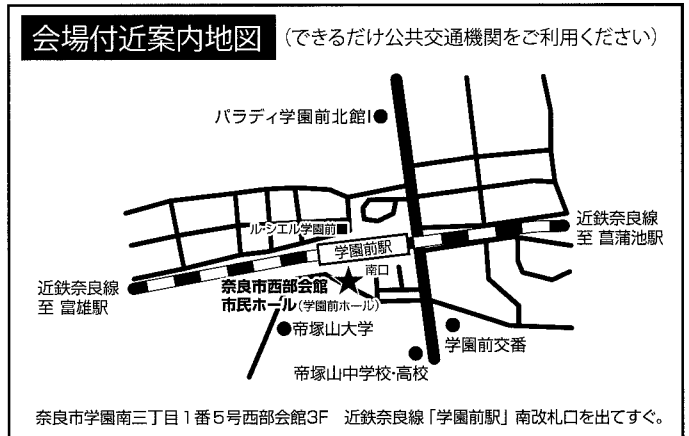 会場付近案内地図 (できるだけ公共交通機関をご利用ください)
パラディ学園前北館Ⅰ
ル・シエル学園前
学園前駅
近鉄奈良線
至 菖蒲池駅
南口
近鉄奈良線
至 富雄駅
奈良市西部会館
市民ホール(学園前ホール)
帝塚山大学
学園前交番
帝塚山中学校・高校
奈良市学園南三丁目1番5号西部会館3F 近鉄奈良線「学園前駅」南改札口を出てすぐ。